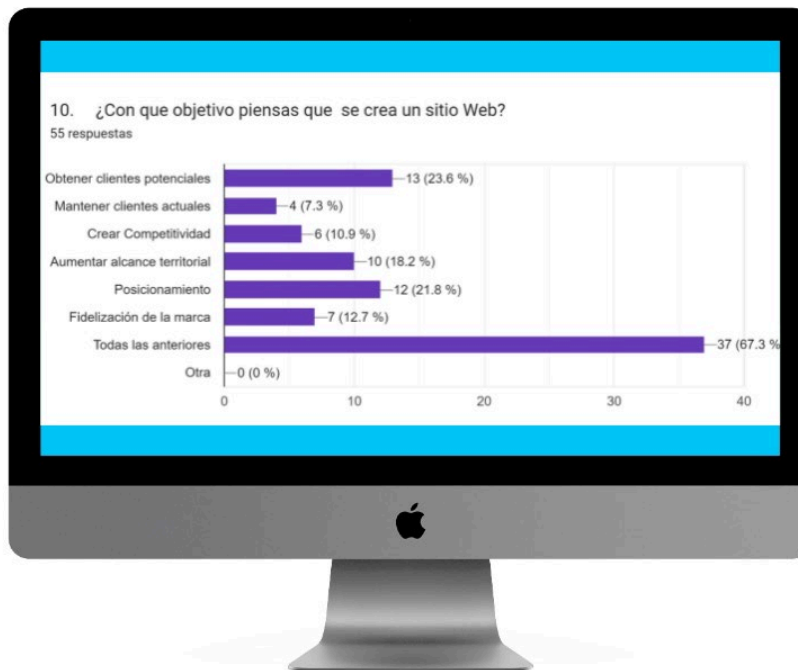 10. ¿Con que objetivo piensas que se crea un sitio Web?
55 respuestas
Obtener clientes potenciales 13 (23.6 %)
Mantener clientes actuales 4 (7.3 %)
Crear Competitividad 6 (10.9 %)
Aumentar alcance territorial 10 (18.2 %)
Posicionamiento 12 (21.8 %)
Fidelización de la marca 7 (12.7 %)
Todas las anteriores 37 (67.3 %
Otra 0 (0 %)
0 10 20 30 40